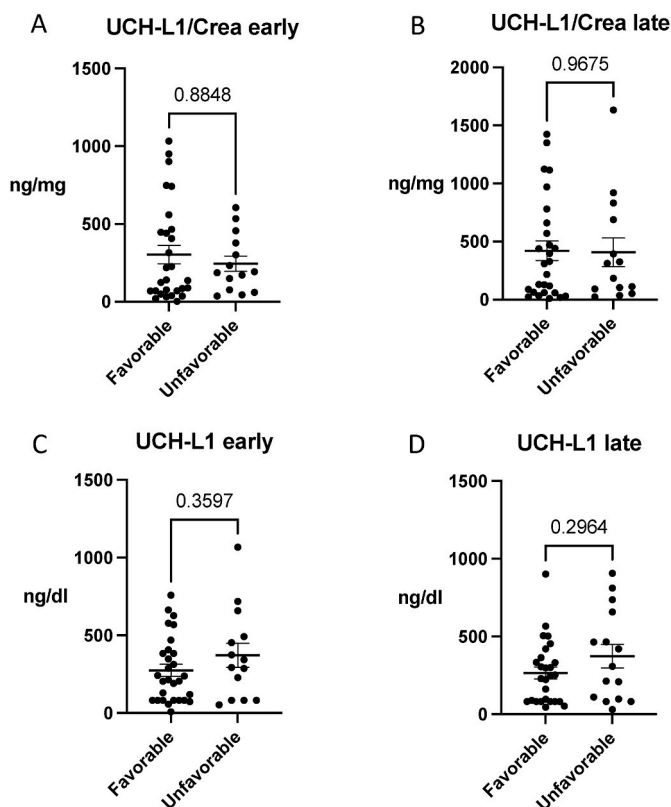 A
UCH-L1/Crea early
1500
1000
500
0
ng/mg
0.8848
Favorable
Unfavorable
B
UCH-L1/Crea late
2000
1500
1000
500
0
ng/mg
0.9675
Favorable
Unfavorable
C
UCH-L1 early
1500
1000
500
0
ng/dl
0.3597
Favorable
Unfavorable
D
UCH-L1 late
1500
1000
500
0
ng/dl
0.2964
Favorable
Unfavorable